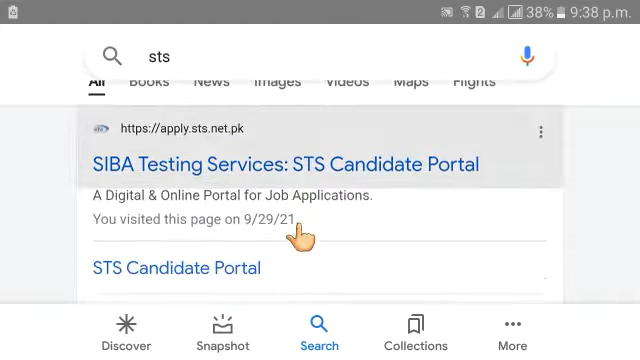 38% 9:38 p.m.
sts
All Books News Images Videos Maps Flights
https://apply.sts.net.pk
SIBA Testing Services: STS Candidate Portal
A Digital & Online Portal for Job Applications.
You visited this page on 9/29/21.
STS Candidate Portal
Discover Snapshot Search Collections More